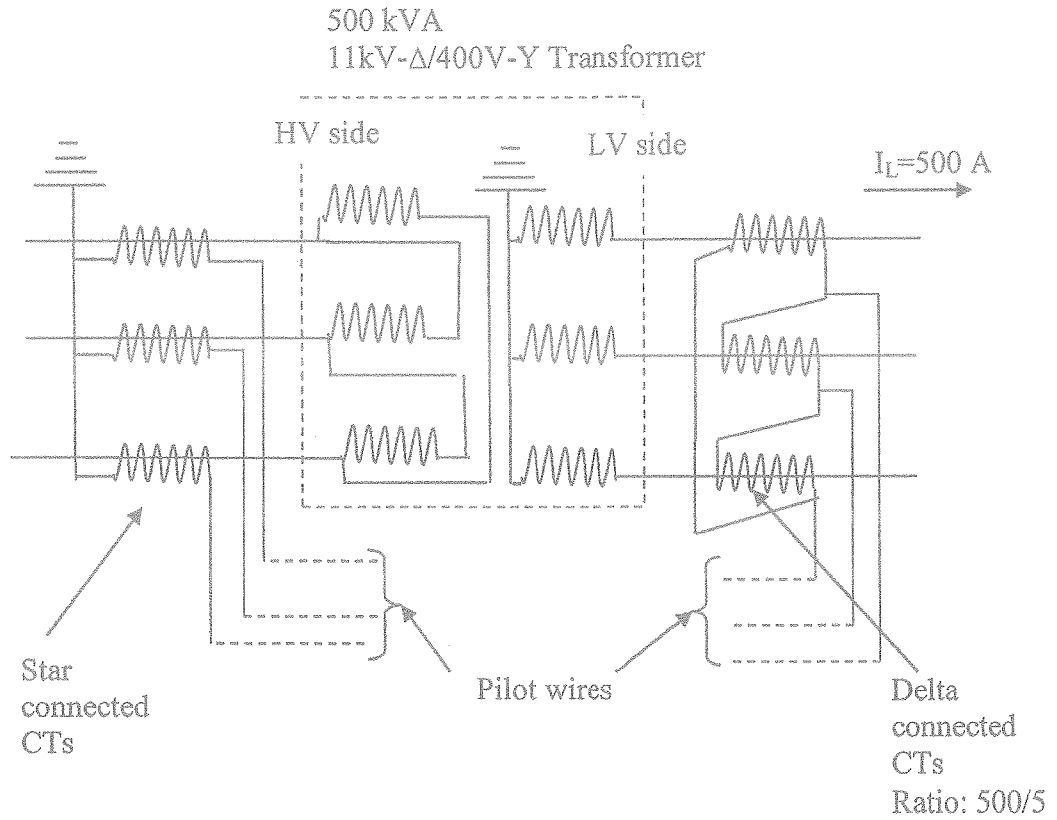 500 kVA
11kV-Δ/400V-Y Transformer
HV side
LV side
I_L=500 A
Star
connected
CTs
Pilot wires
Delta
connected
CTs
Ratio: 500/5